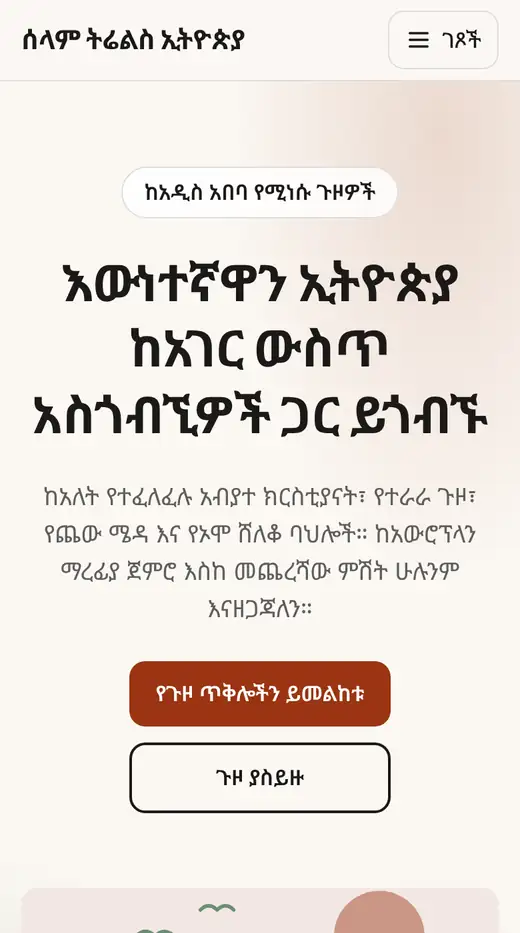 ሰላም ትሬልስ ኢትዮጵያ
ገጾች
ከአዲስ አበባ የሚነሱ ጉዞዎች
እውነተኛዋን ኢትዮጵያ
ከአገር ውስጥ
አስጎብኚዎች ጋር ይጎብኙ
ከአለት የተፈለፈሉ አብያተ ክርስቲያናት፣ የተራራ ጉዞ፣
የጨው ሜዳ እና የኦሞ ሸለቆ ባህሎች። ከአውሮፕላን
ማረፊያ ጀምሮ እስከ መጨረሻው ምሽት ሁሉንም
እናዘጋጃለን።
የጉዞ ጥቅሎችን ይመልከቱ
ጉዞ ያስይዙ